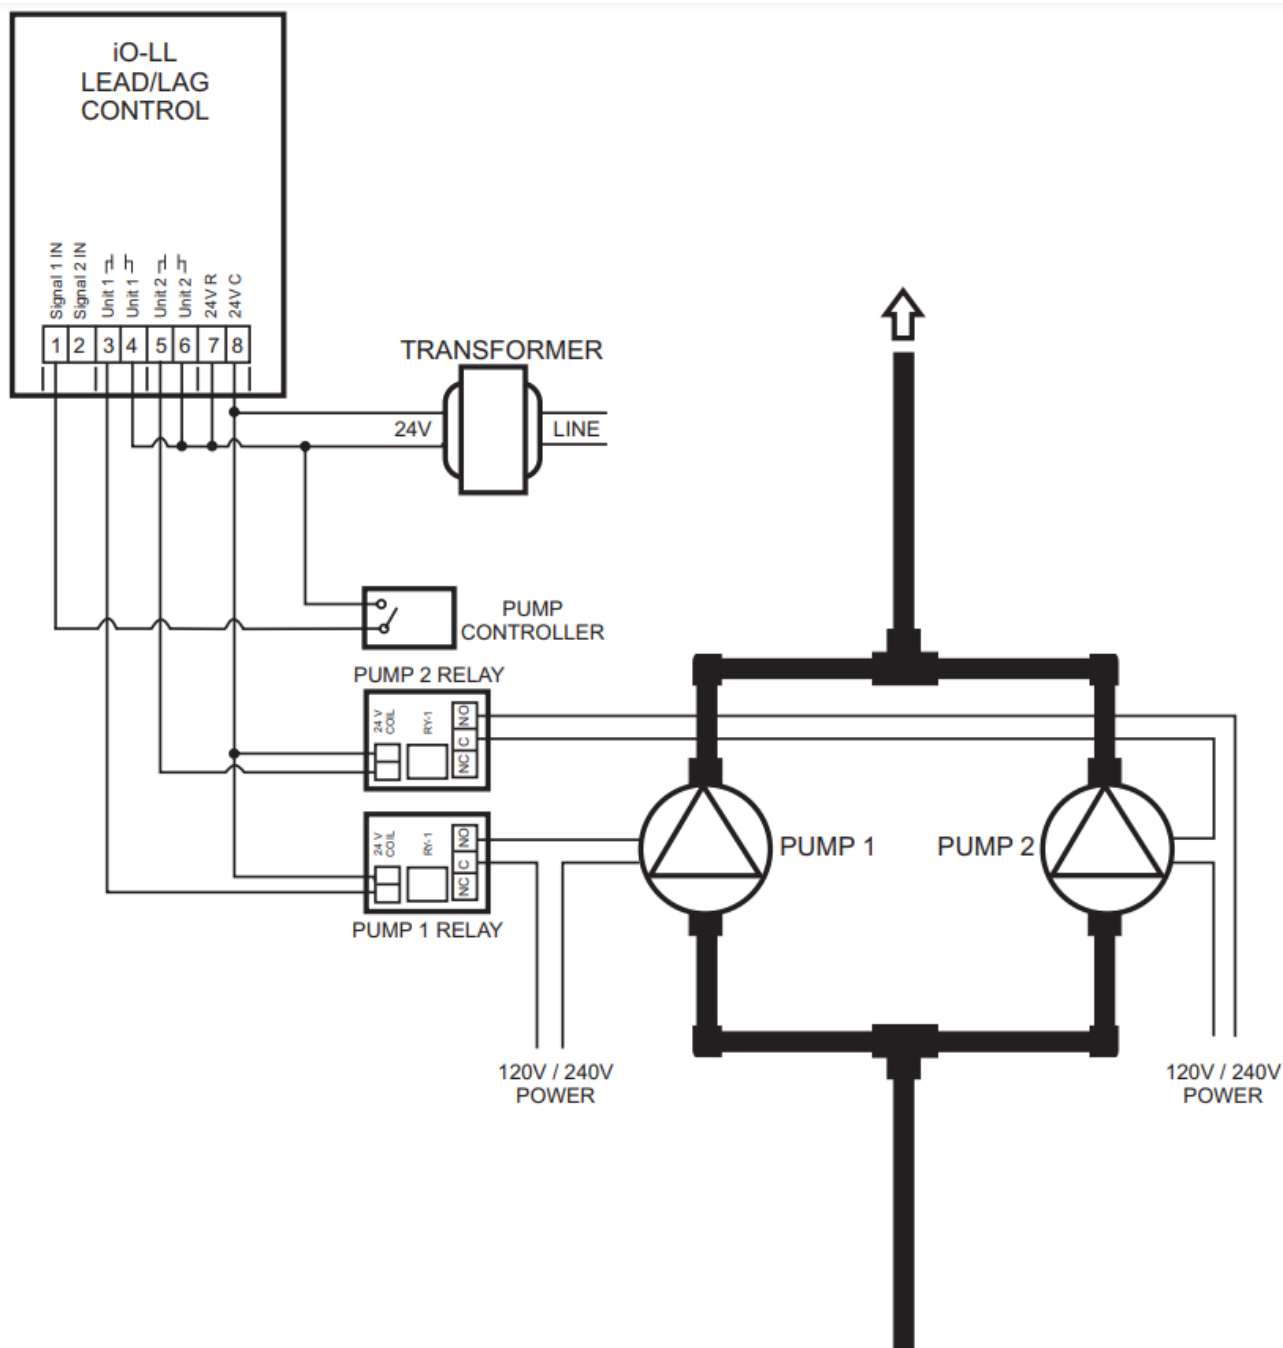 iO-LL
LEAD/LAG
CONTROL
Signal 1 IN
Signal 2 IN
Unit 1
Unit 1
Unit 2
Unit 2
24V R
24V C
1 2 3 4 5 6 7 8
TRANSFORMER
24V
LINE
PUMP
CONTROLLER
PUMP 2 RELAY
24 V
COIL
RY-1
NO
C
NC
24 V
COIL
RY-1
NO
C
NC
PUMP 1 RELAY
PUMP 1
PUMP 2
120V / 240V
POWER
120V / 240V
POWER